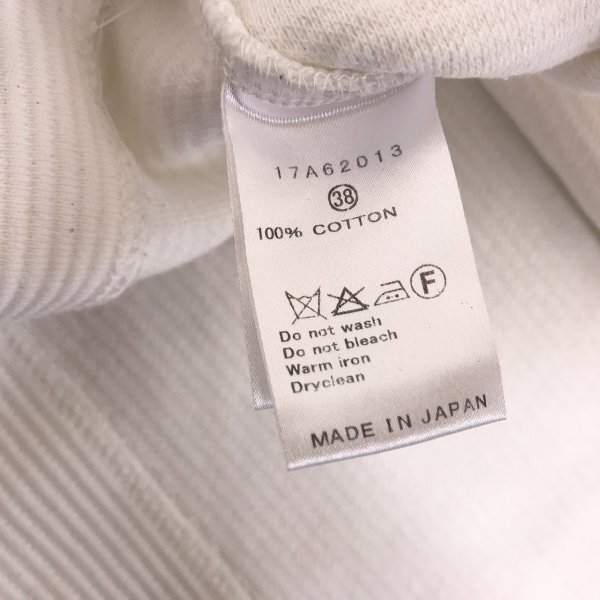 17A62013
38
100% COTTON
F
Do not wash
Do not bleach
Warm iron
Dryclean
MADE IN JAPAN